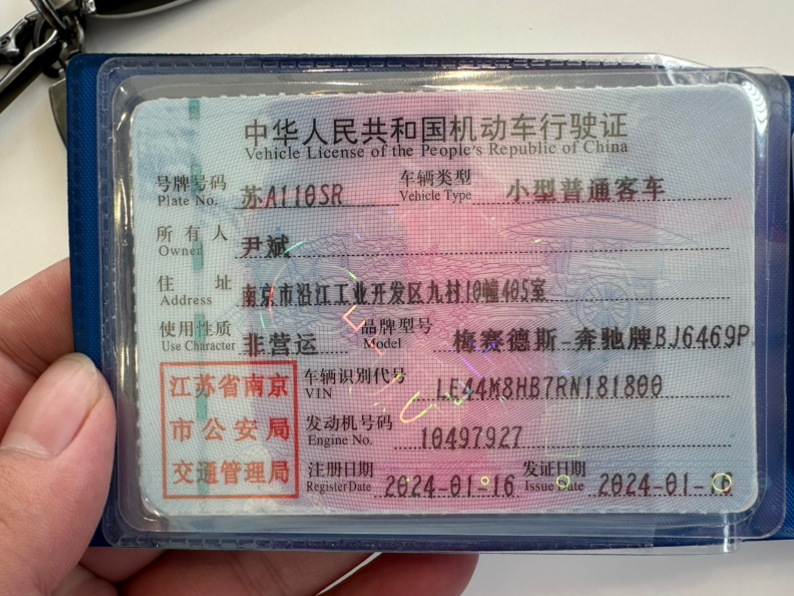 中华人民共和国机动车行驶证
Vehicle License of the People's Republic of China
号牌号码 苏A110SR 车辆类型 小型普通客车
Plate No. Vehicle Type
所有人 尹斌
Owner
住址 南京市沿江工业开发区九村10幢405室
Address
使用性质 非营运 品牌型号 梅赛德斯-奔驰牌BJ6469P
Use Character Model
江苏省南京
市公安局
交通管理局
车辆识别代号 LE44M8HB7RN181800
VIN
发动机号码 10497927
Engine No.
注册日期 2024-01-16 发证日期 2024-01-16
Register Date Issue Date